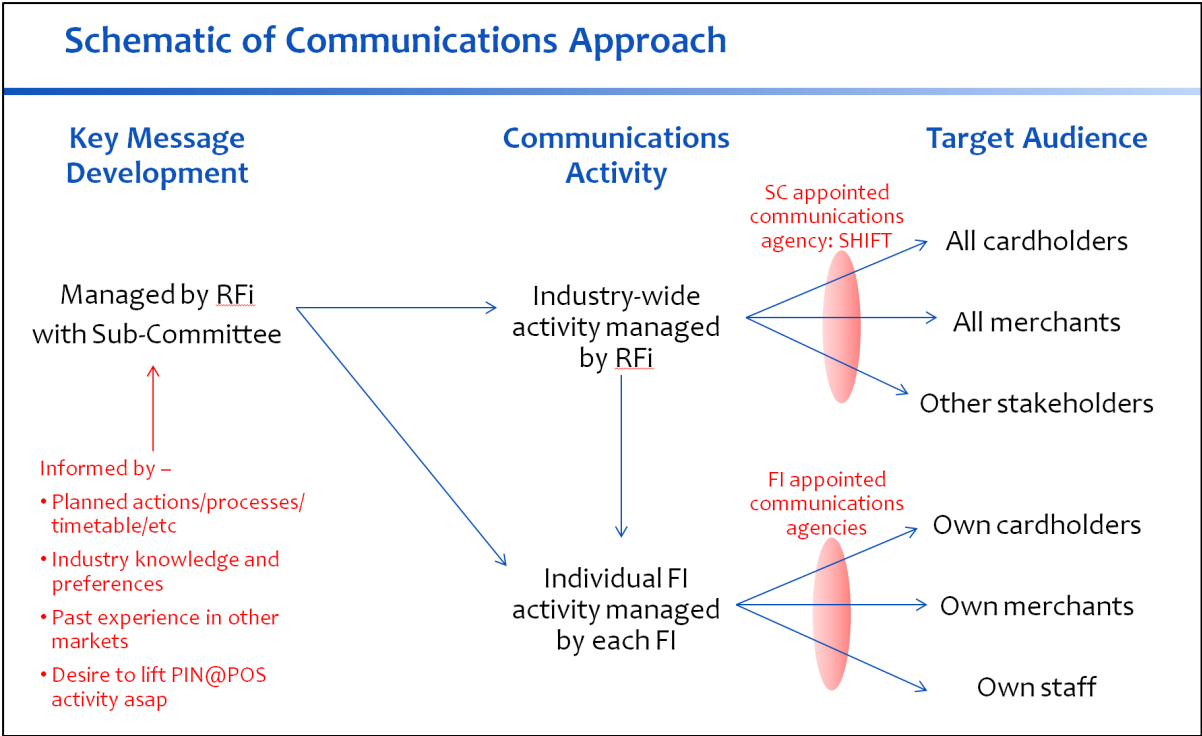 Schematic of Communications Approach
Key Message
Development
Managed by RFi
with Sub-Committee
Informed by –
• Planned actions/processes/
timetable/etc
• Industry knowledge and
preferences
• Past experience in other
markets
• Desire to lift PIN@POS
activity asap
Communications
Activity
Industry-wide
activity managed
by RFi
Individual FI
activity managed
by each FI
SC appointed
communications
agency: SHIFT
FI appointed
communications
agencies
Target Audience
All cardholders
All merchants
Other stakeholders
Own cardholders
Own merchants
Own staff